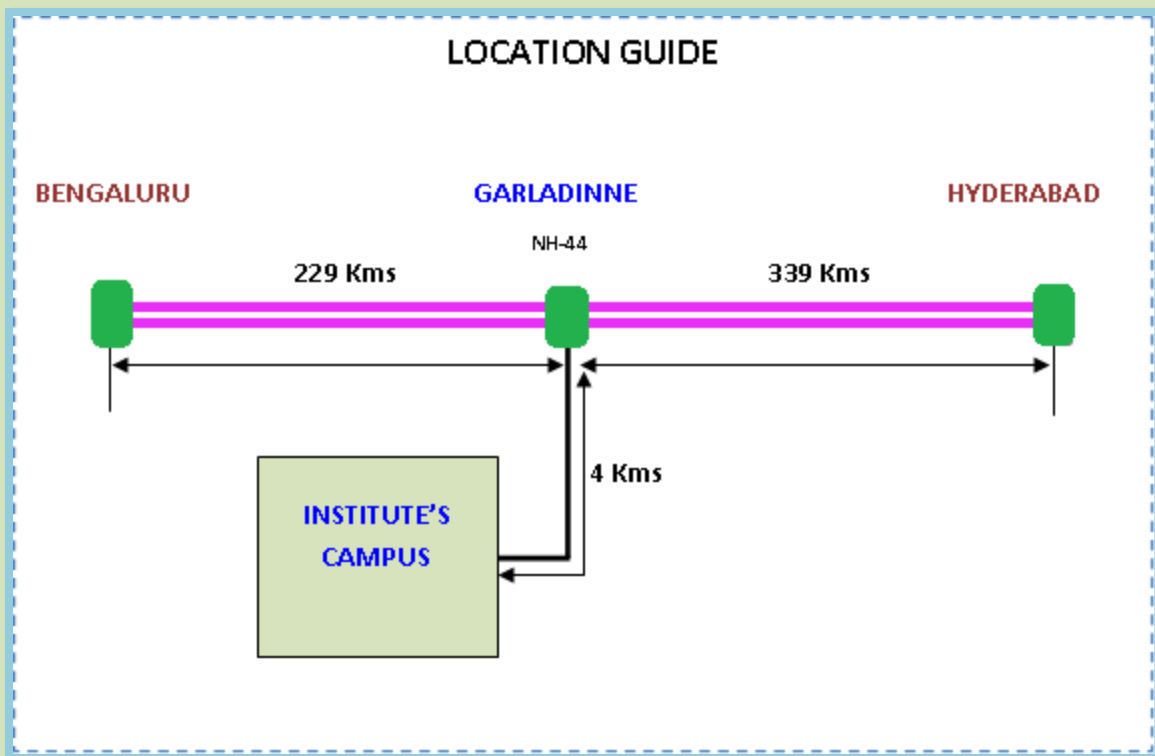 LOCATION GUIDE
BENGALURU GARLADINNE HYDERABAD
NH-44
229 Kms 339 Kms
4 Kms
INSTITUTE'S
CAMPUS